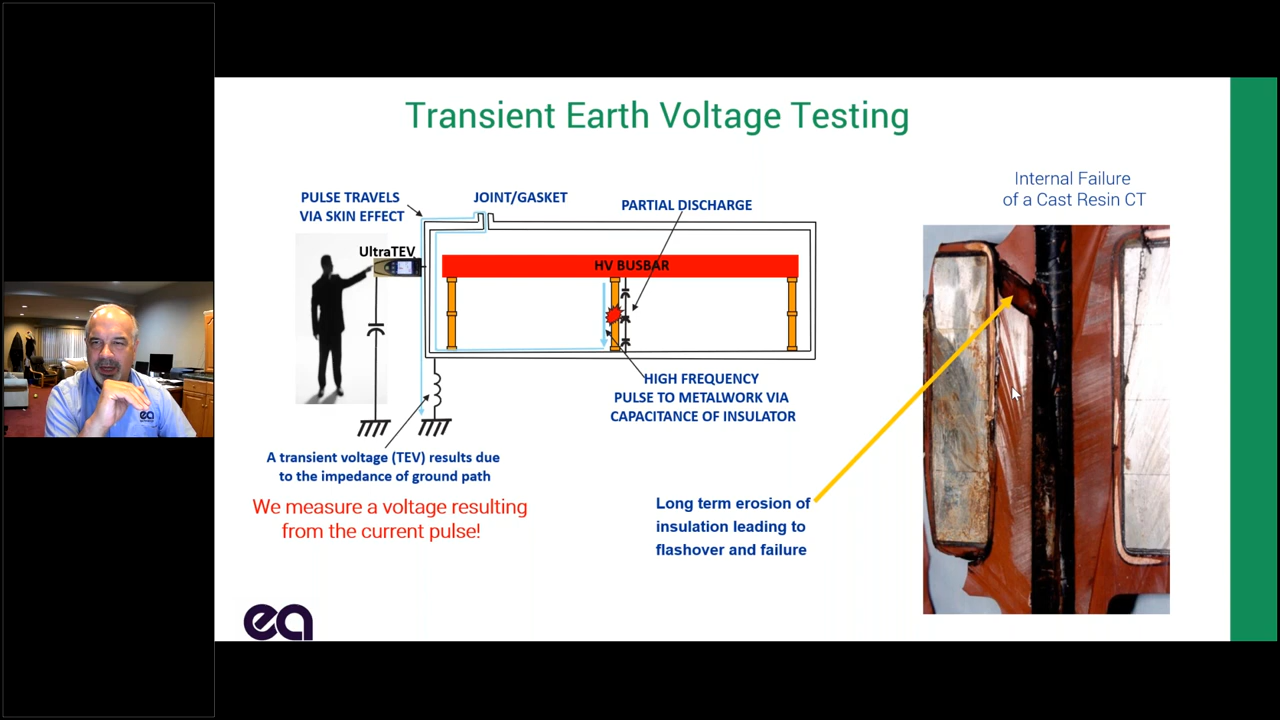 Transient Earth Voltage Testing
PULSE TRAVELS
VIA SKIN EFFECT
JOINT/GASKET
PARTIAL DISCHARGE
UltraTEV
HV BUSBAR
HIGH FREQUENCY
PULSE TO METALWORK VIA
CAPACITANCE OF INSULATOR
A transient voltage (TEV) results due
to the impedance of ground path
We measure a voltage resulting
from the current pulse!
Long term erosion of
insulation leading to
flashover and failure
Internal Failure
of a Cast Resin CT
ea
ea